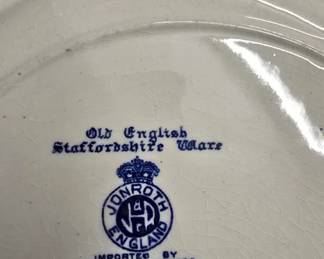 Old English
Staffordshire Ware
JONROTH
ENGLAND
IMPORTED BY